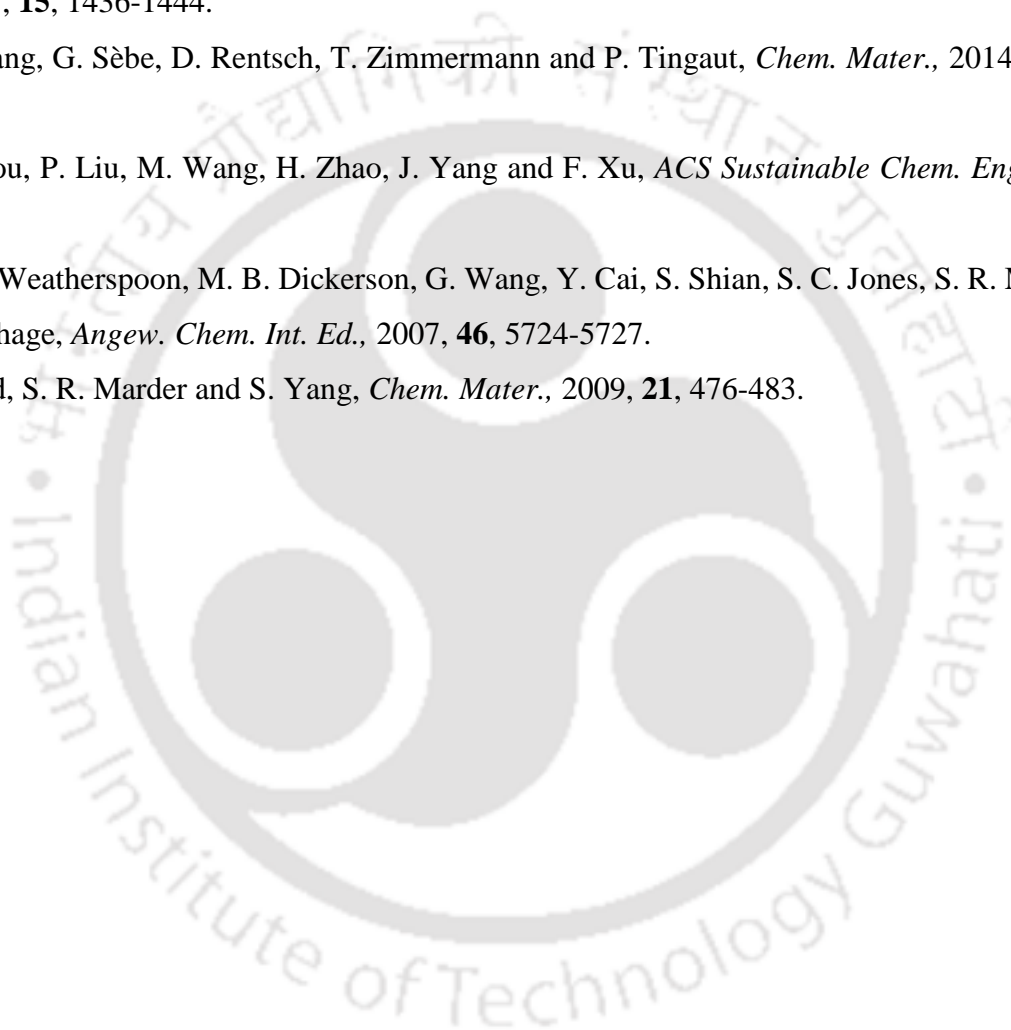 , 15, 1436-1444.
ang, G. Sèbe, D. Rentsch, T. Zimmermann and P. Tingaut, Chem. Mater., 2014
ou, P. Liu, M. Wang, H. Zhao, J. Yang and F. Xu, ACS Sustainable Chem. Eng
Weatherspoon, M. B. Dickerson, G. Wang, Y. Cai, S. Shian, S. C. Jones, S. R. M
hage, Angew. Chem. Int. Ed., 2007, 46, 5724-5727.
d, S. R. Marder and S. Yang, Chem. Mater., 2009, 21, 476-483.
भारतीय प्रौद्योगिकी संस्थान गुवाहाटी
Indian Institute of Technology Guwahati